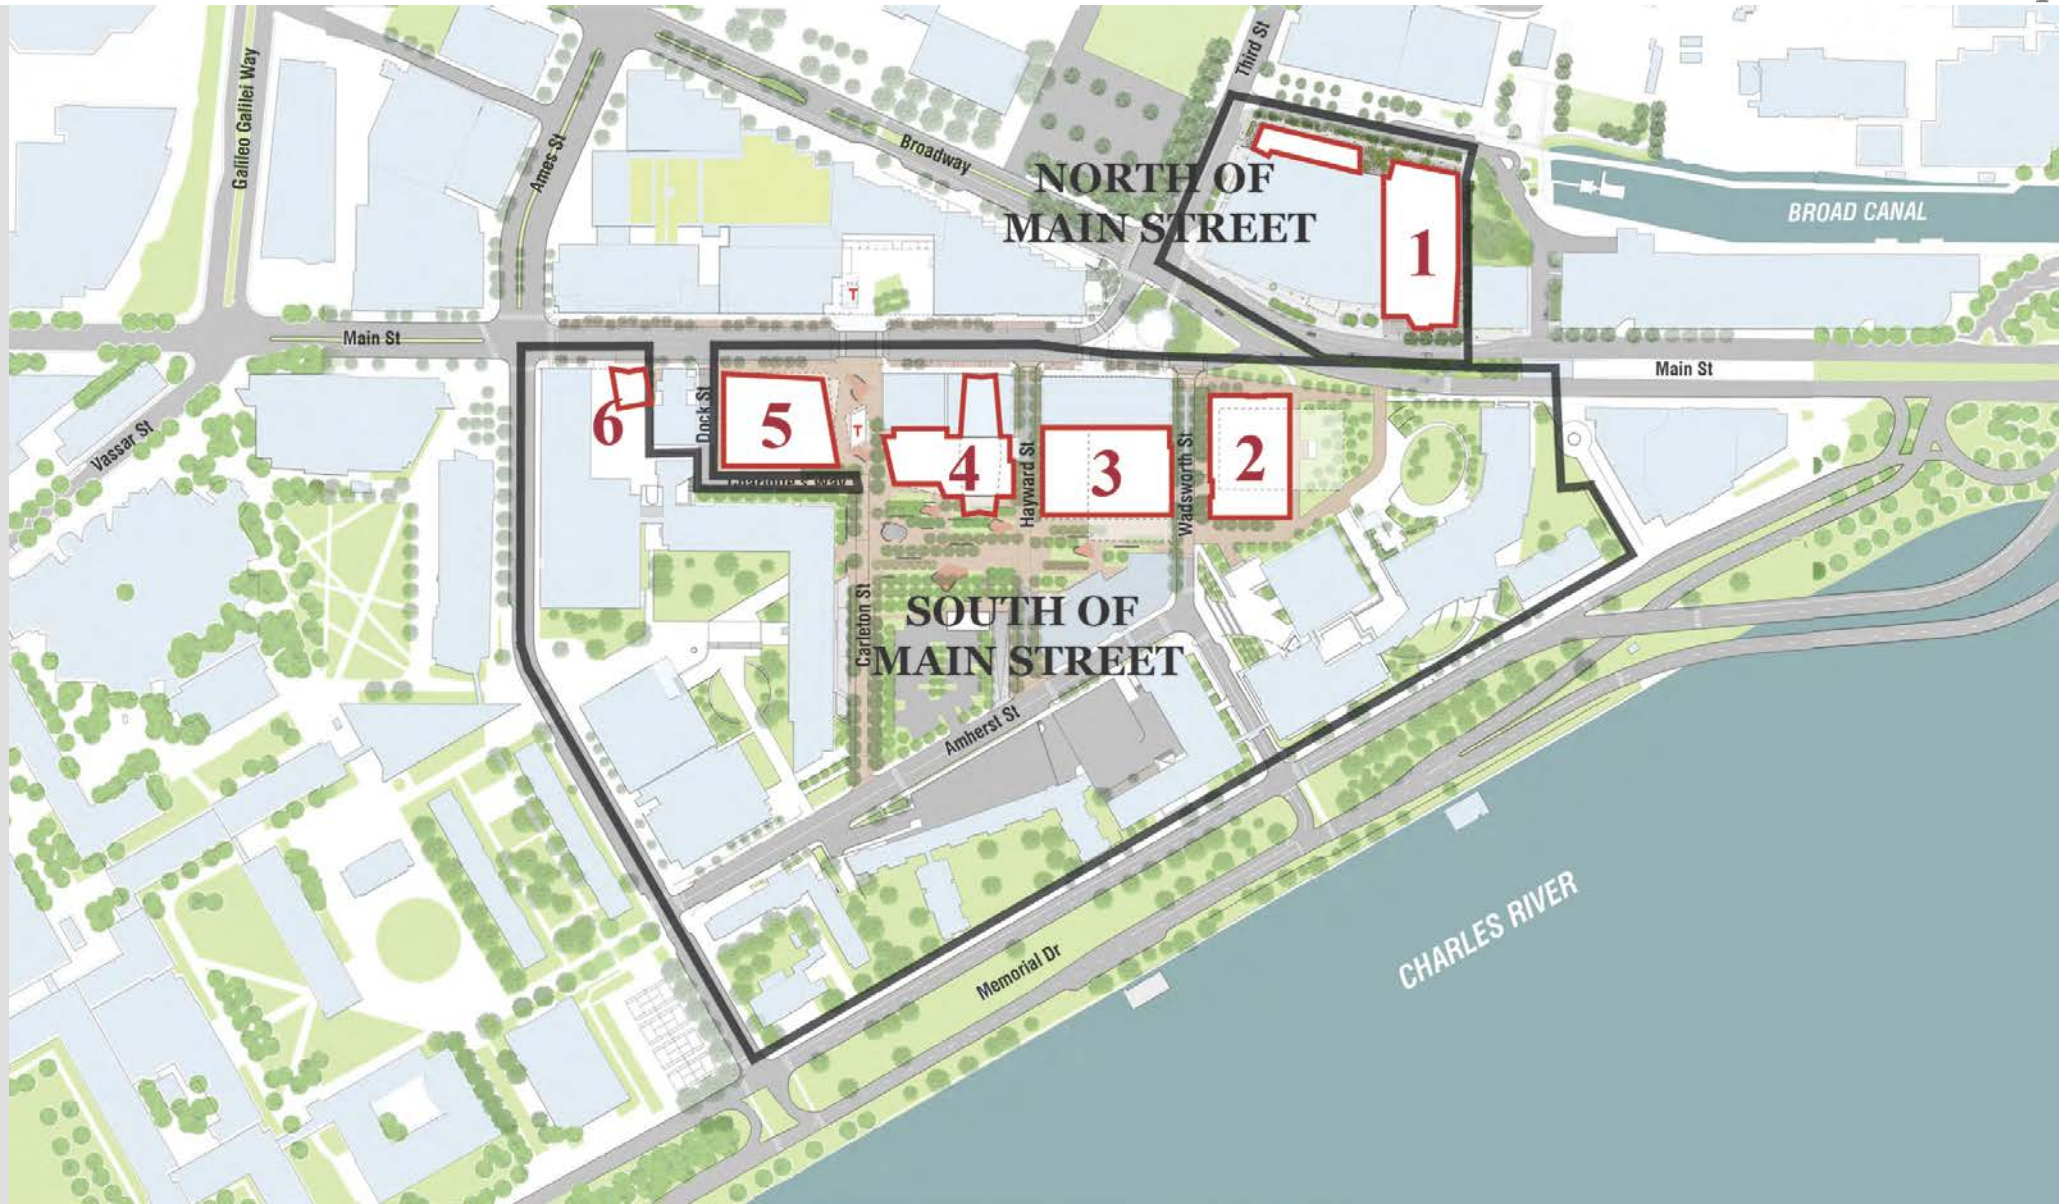 Third St
Galileo Galilei Way
Ames St
Broadway
NORTH OF
MAIN STREET
1
BROAD CANAL
T
Main St
Main St
6
Dock St
5
T
4
Hayward St
3
Wadsworth St
2
Vassar St
Carleton St
SOUTH OF
MAIN STREET
Amherst St
Memorial Dr
CHARLES RIVER